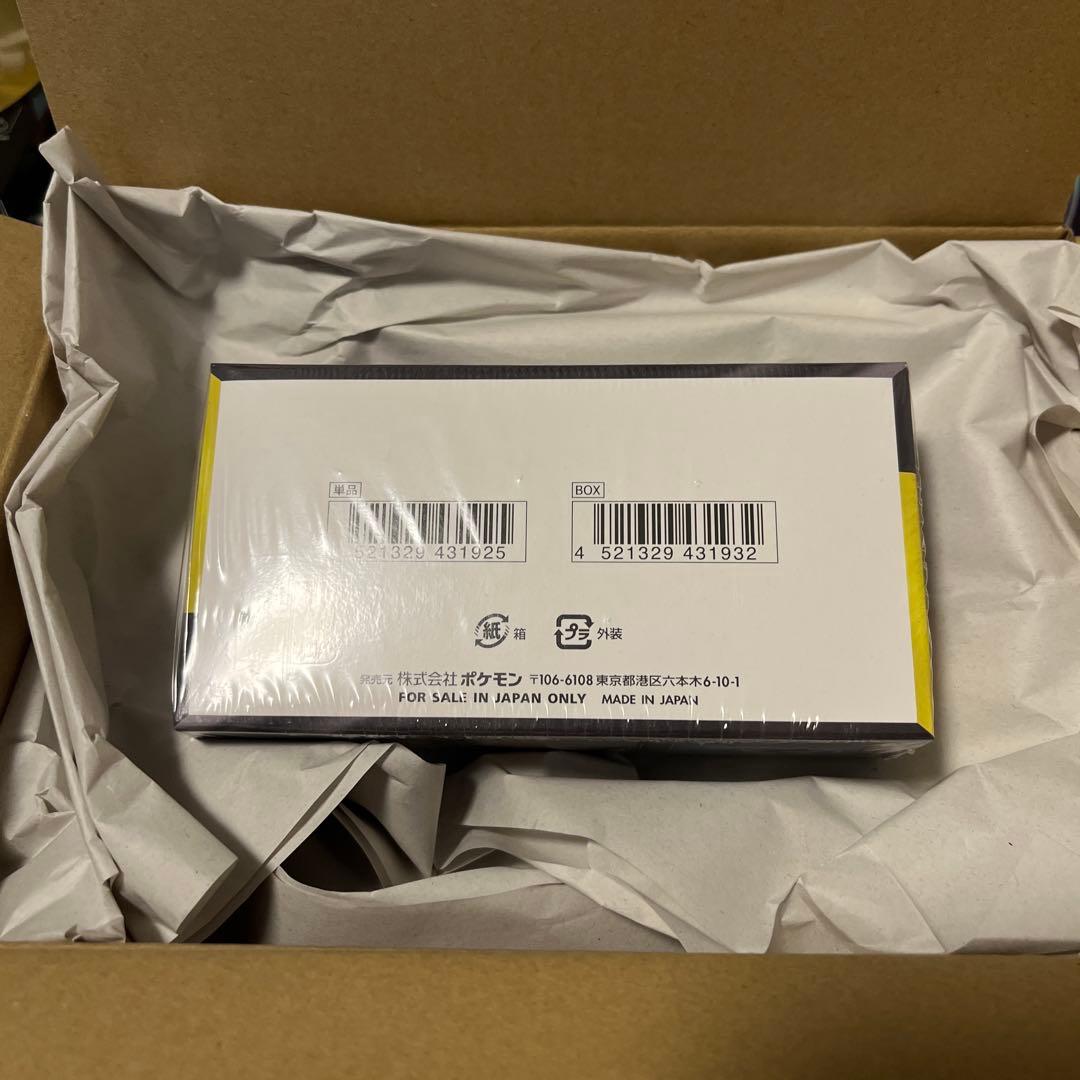 単品
BOX
521329 431925
4 521329 431932
紙 箱
プラ 外装
発売元 株式会社ポケモン 〒106-6108 東京都港区六本木6-10-1
FOR SALE IN JAPAN ONLY MADE IN JAPAN